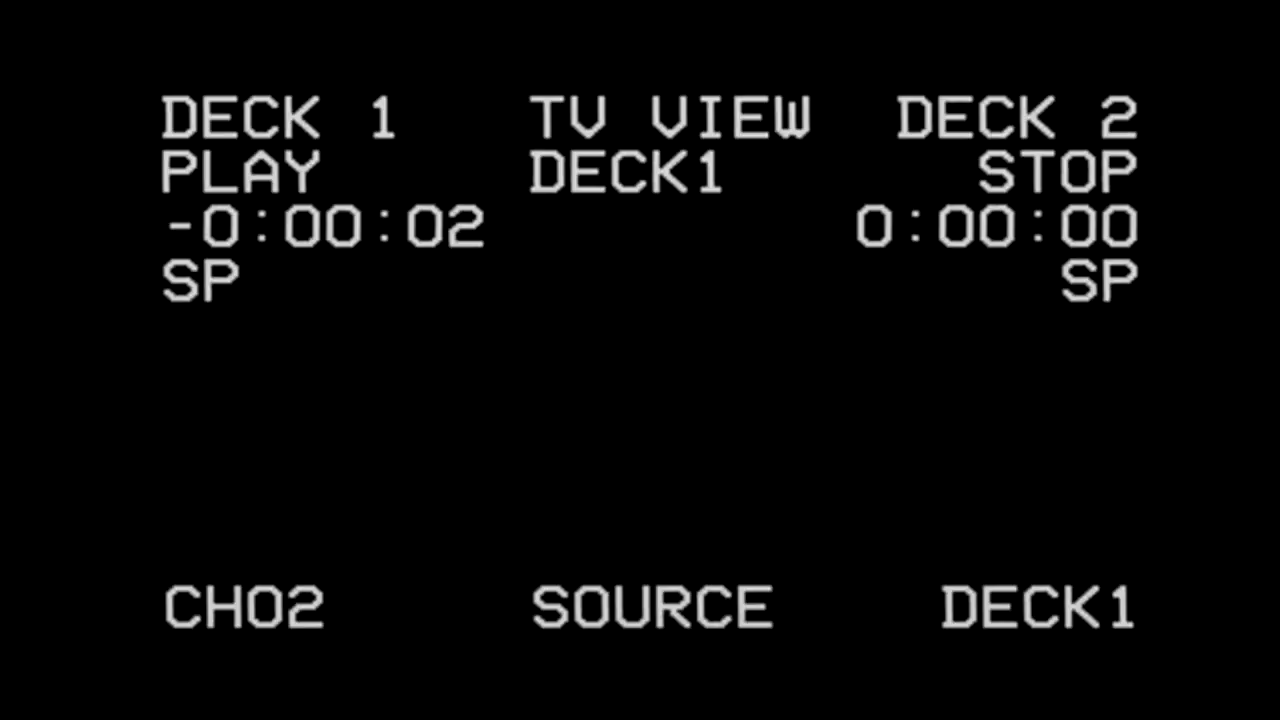 DECK 1 TV VIEW DECK 2
PLAY DECK1 STOP
-0:00:02 0:00:00
SP SP
CH02 SOURCE DECK1